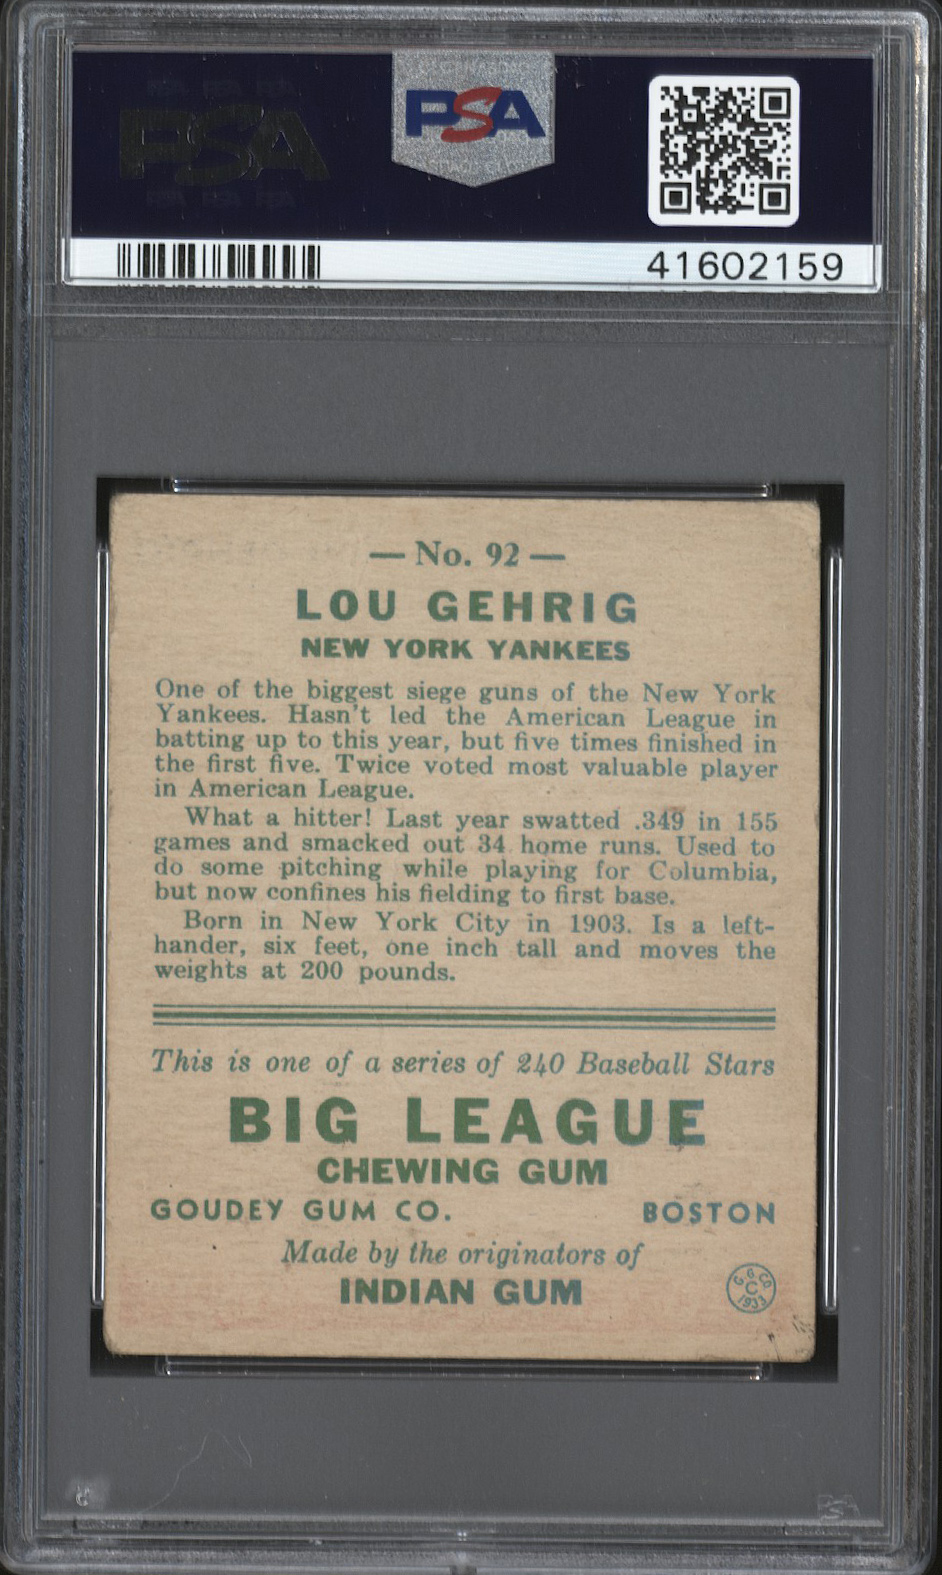 PSA
PSA
41602159
— No. 92 —
LOU GEHRIG
NEW YORK YANKEES
One of the biggest siege guns of the New York
Yankees. Hasn't led the American League in
batting up to this year, but five times finished in
the first five. Twice voted most valuable player
in American League.
What a hitter! Last year swatted .349 in 155
games and smacked out 34 home runs. Used to
do some pitching while playing for Columbia,
but now confines his fielding to first base.
Born in New York City in 1903. Is a left-
hander, six feet, one inch tall and moves the
weights at 200 pounds.
This is one of a series of 240 Baseball Stars
BIG LEAGUE
CHEWING GUM
GOUDEY GUM CO. BOSTON
Made by the originators of
INDIAN GUM
G. G. CO.
C
1933
PSA